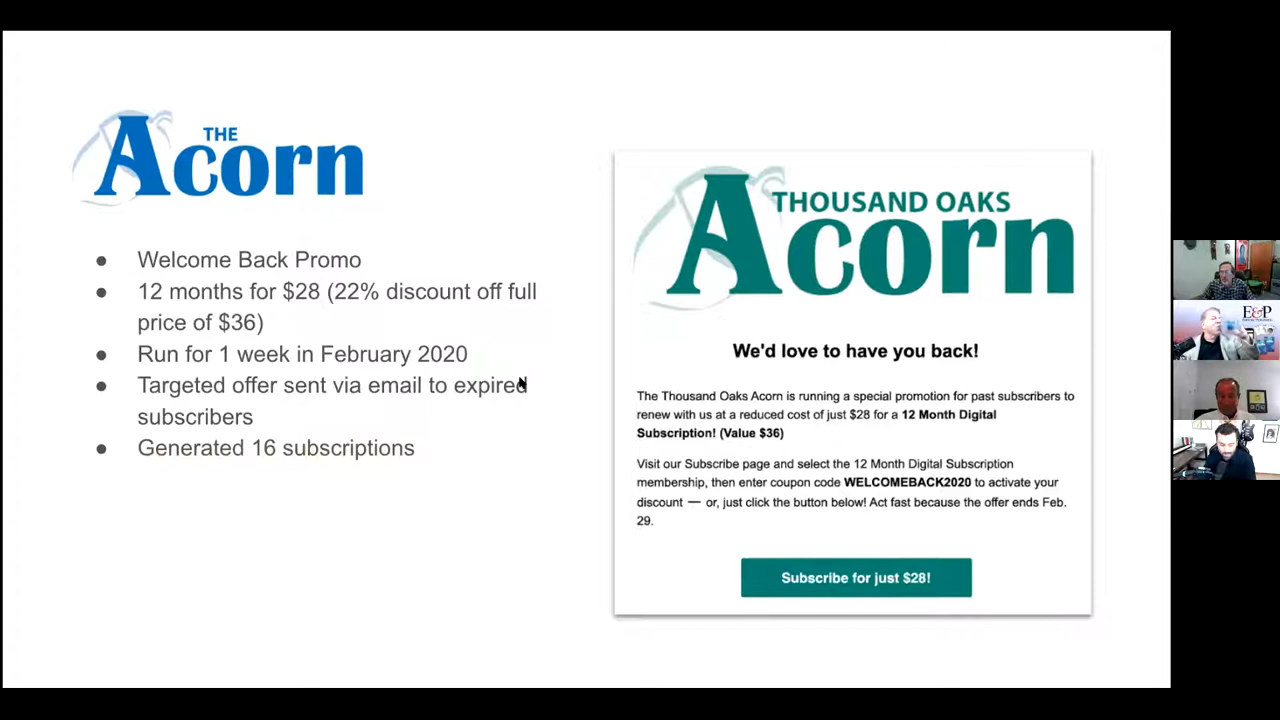 THE
Acorn
● Welcome Back Promo
● 12 months for $28 (22% discount off full
price of $36)
● Run for 1 week in February 2020
● Targeted offer sent via email to expired
subscribers
● Generated 16 subscriptions
THOUSAND OAKS
Acorn
We'd love to have you back!
The Thousand Oaks Acorn is running a special promotion for past subscribers to
renew with us at a reduced cost of just $28 for a 12 Month Digital
Subscription! (Value $36)
Visit our Subscribe page and select the 12 Month Digital Subscription
membership, then enter coupon code WELCOMEBACK2020 to activate your
discount — or, just click the button below! Act fast because the offer ends Feb.
29.
Subscribe for just $28!
E&P